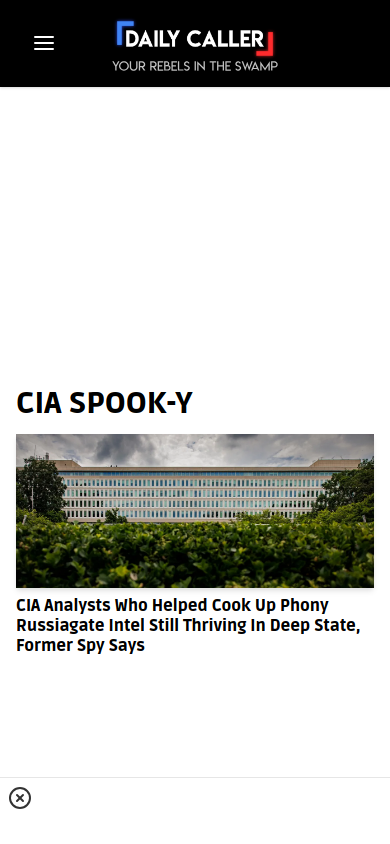 DAILY CALLER
YOUR REBELS IN THE SWAMP
CIA SPOOK-Y
CIA Analysts Who Helped Cook Up Phony
Russiagate Intel Still Thriving In Deep State,
Former Spy Says